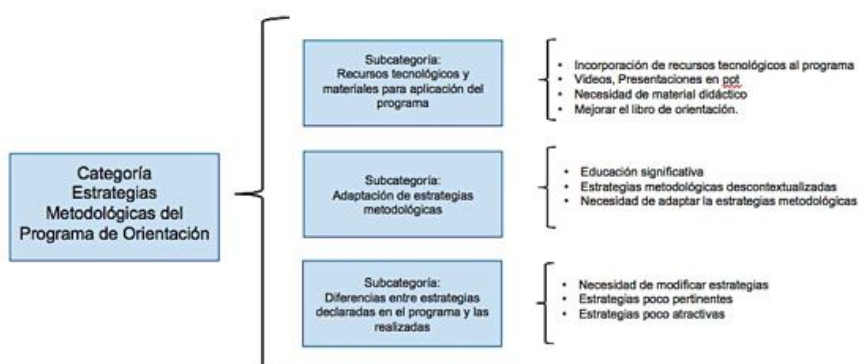 Categoría
Estrategias
Metodológicas del
Programa de Orientación
Subcategoría:
Recursos tecnológicos y
materiales para aplicación del
programa
• Incorporación de recursos tecnológicos al programa
• Videos, Presentaciones en ppt
• Necesidad de material didáctico
• Mejorar el libro de orientación.
Subcategoría:
Adaptación de estrategias
metodológicas
• Educación significativa
• Estrategias metodológicas descontextualizadas
• Necesidad de adaptar la estrategias metodológicas
Subcategoría:
Diferencias entre estrategias
declaradas en el programa y las
realizadas
• Necesidad de modificar estrategias
• Estrategias poco pertinentes
• Estrategias poco atractivas